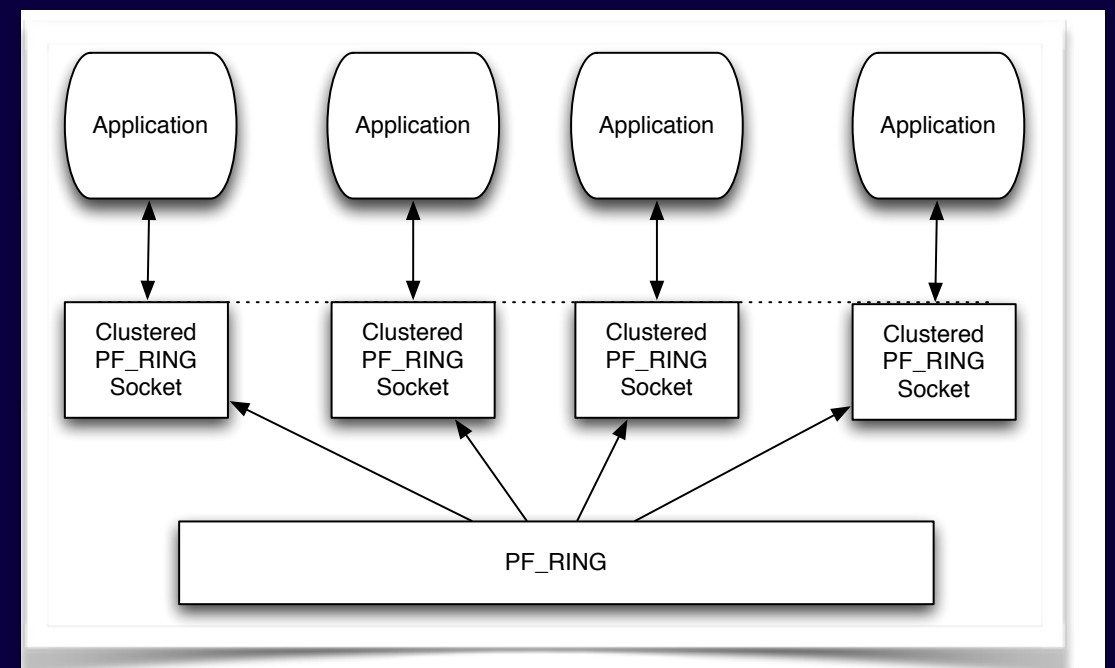 Application
Application
Application
Application
Clustered
PF_RING
Socket
Clustered
PF_RING
Socket
Clustered
PF_RING
Socket
Clustered
PF_RING
Socket
PF_RING